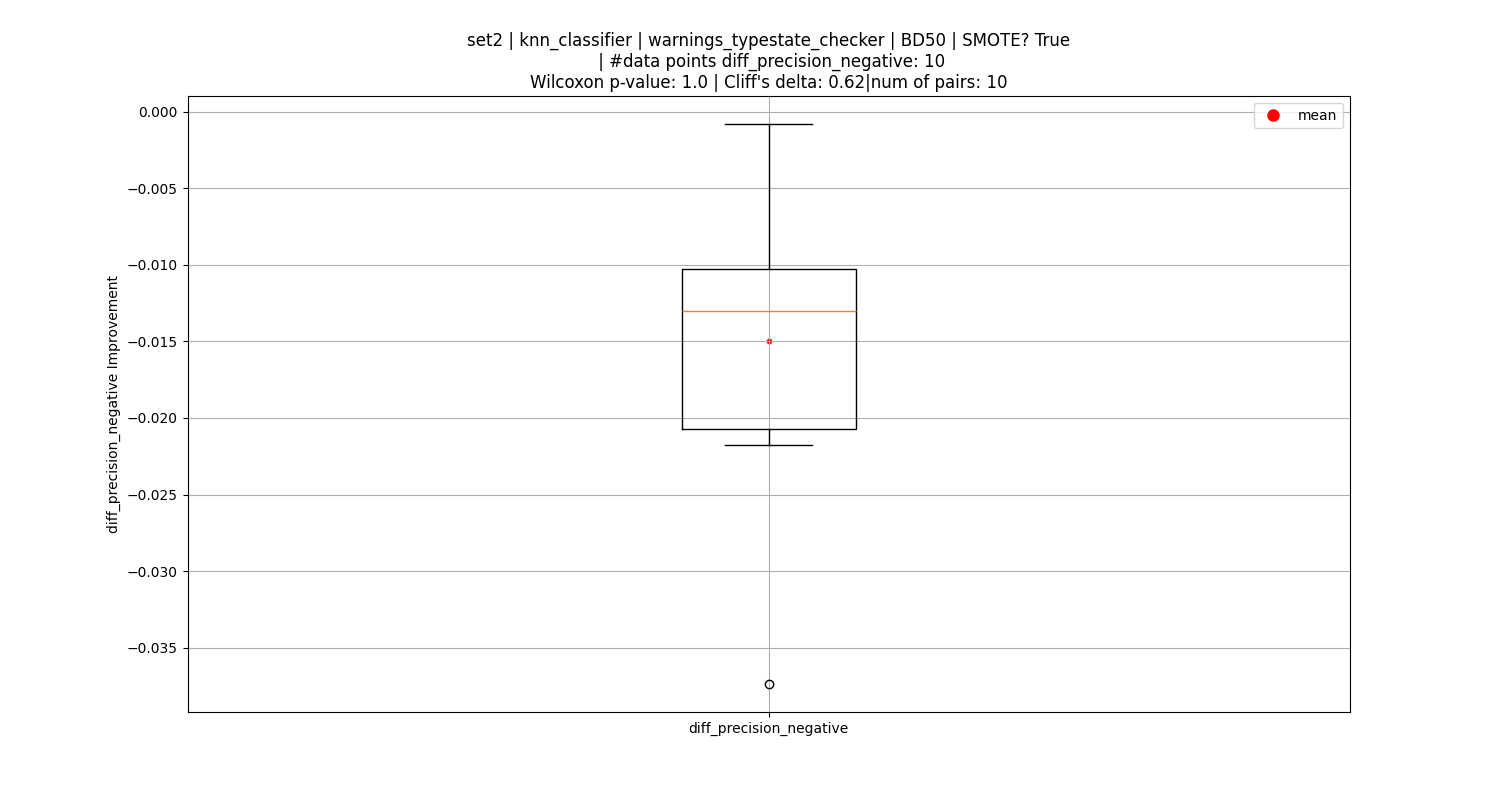 set2 | knn_classifier | warnings_typestate_checker | BD50 | SMOTE? True
| #data points diff_precision_negative: 10
Wilcoxon p-value: 1.0 | Cliff's delta: 0.62|num of pairs: 10
mean
0.000
−0.005
−0.010
−0.015
−0.020
−0.025
−0.030
−0.035
diff_precision_negative Improvement
diff_precision_negative